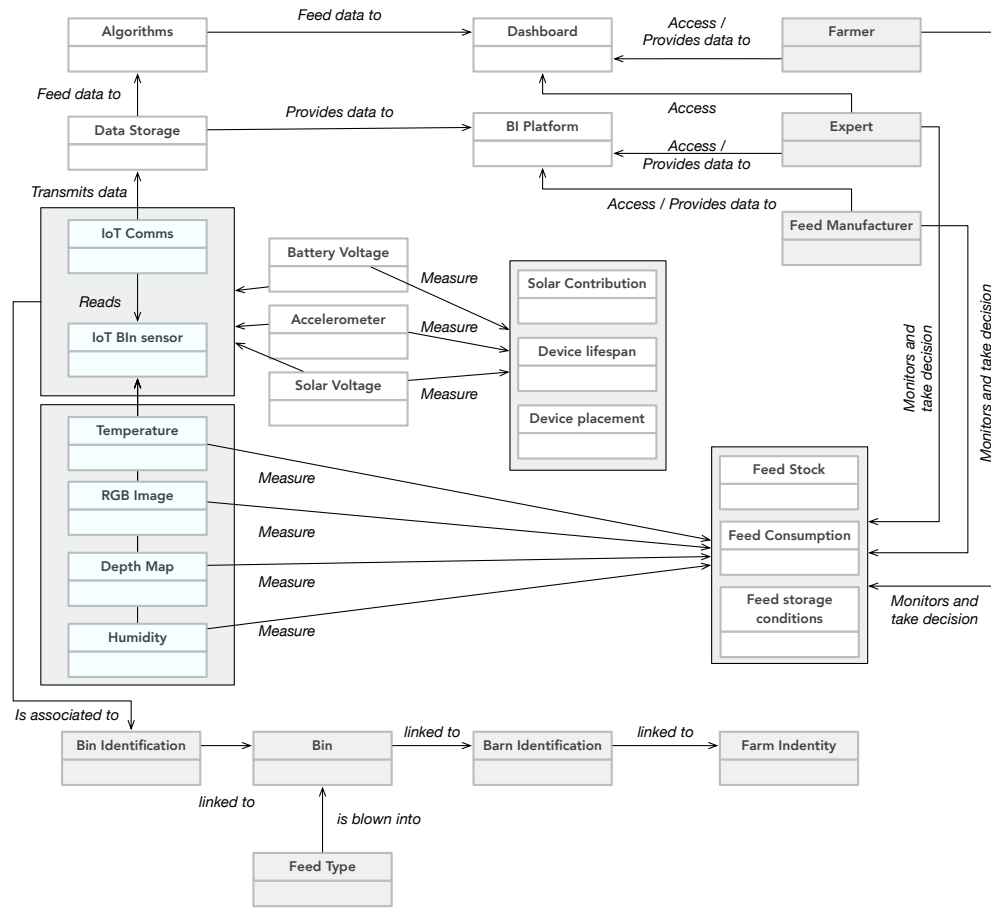 Algorithms
Feed data to
Dashboard
Access /
Provides data to
Farmer
Feed data to
Data Storage
Provides data to
BI Platform
Access
Access /
Provides data to
Expert
Transmits data
Access / Provides data to
Feed Manufacturer
IoT Comms
Reads
IoT BIn sensor
Battery Voltage
Accelerometer
Solar Voltage
Measure
Measure
Measure
Solar Contribution
Device lifespan
Device placement
Monitors and
take decision
Monitors and take decision
Temperature
RGB Image
Depth Map
Humidity
Measure
Measure
Measure
Measure
Feed Stock
Feed Consumption
Feed storage
conditions
Monitors and
take decision
Is associated to
Bin Identification
linked to
Bin
linked to
Barn Identification
linked to
Farm Indentity
is blown into
Feed Type